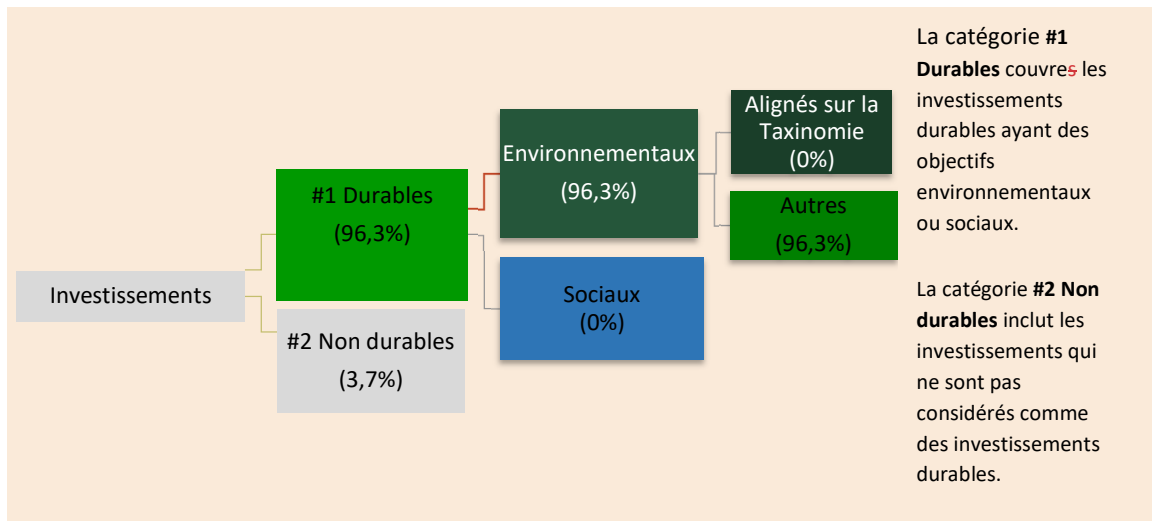 Investissements
#1 Durables
(96,3%)
#2 Non durables
(3,7%)
Environnementaux
(96,3%)
Sociaux
(0%)
Alignés sur la
Taxinomie
(0%)
Autres
(96,3%)
La catégorie #1
Durables couvres les
investissements
durables ayant des
objectifs
environnementaux
ou sociaux.
La catégorie #2 Non
durables inclut les
investissements qui
ne sont pas
considérés comme
des investissements
durables.